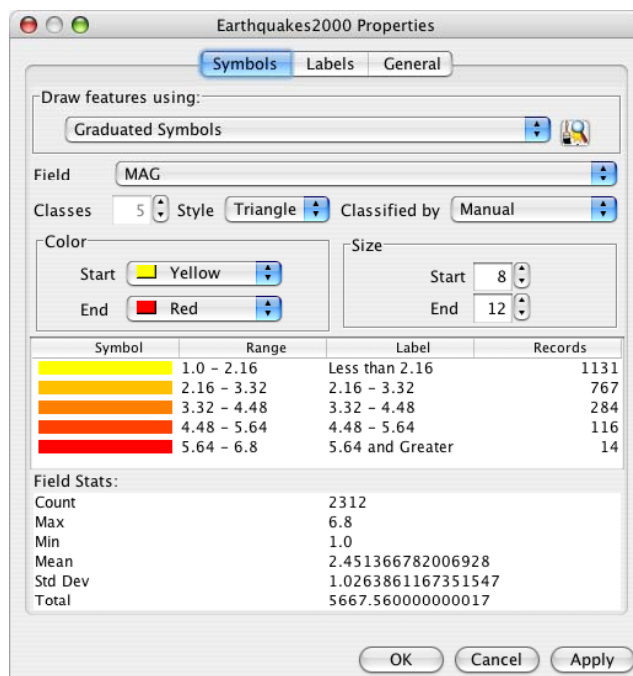 Earthquakes2000 Properties
Symbols Labels General
Draw features using:
Graduated Symbols
Field MAG
Classes 5 Style Triangle Classified by Manual
Color Size
Start Yellow Start 8
End Red End 12
Symbol Range Label Records
1.0 - 2.16 Less than 2.16 1131
2.16 - 3.32 2.16 - 3.32 767
3.32 - 4.48 3.32 - 4.48 284
4.48 - 5.64 4.48 - 5.64 116
5.64 - 6.8 5.64 and Greater 14
Field Stats:
Count 2312
Max 6.8
Min 1.0
Mean 2.451366782006928
Std Dev 1.0263861167351547
Total 5667.560000000017
OK Cancel Apply